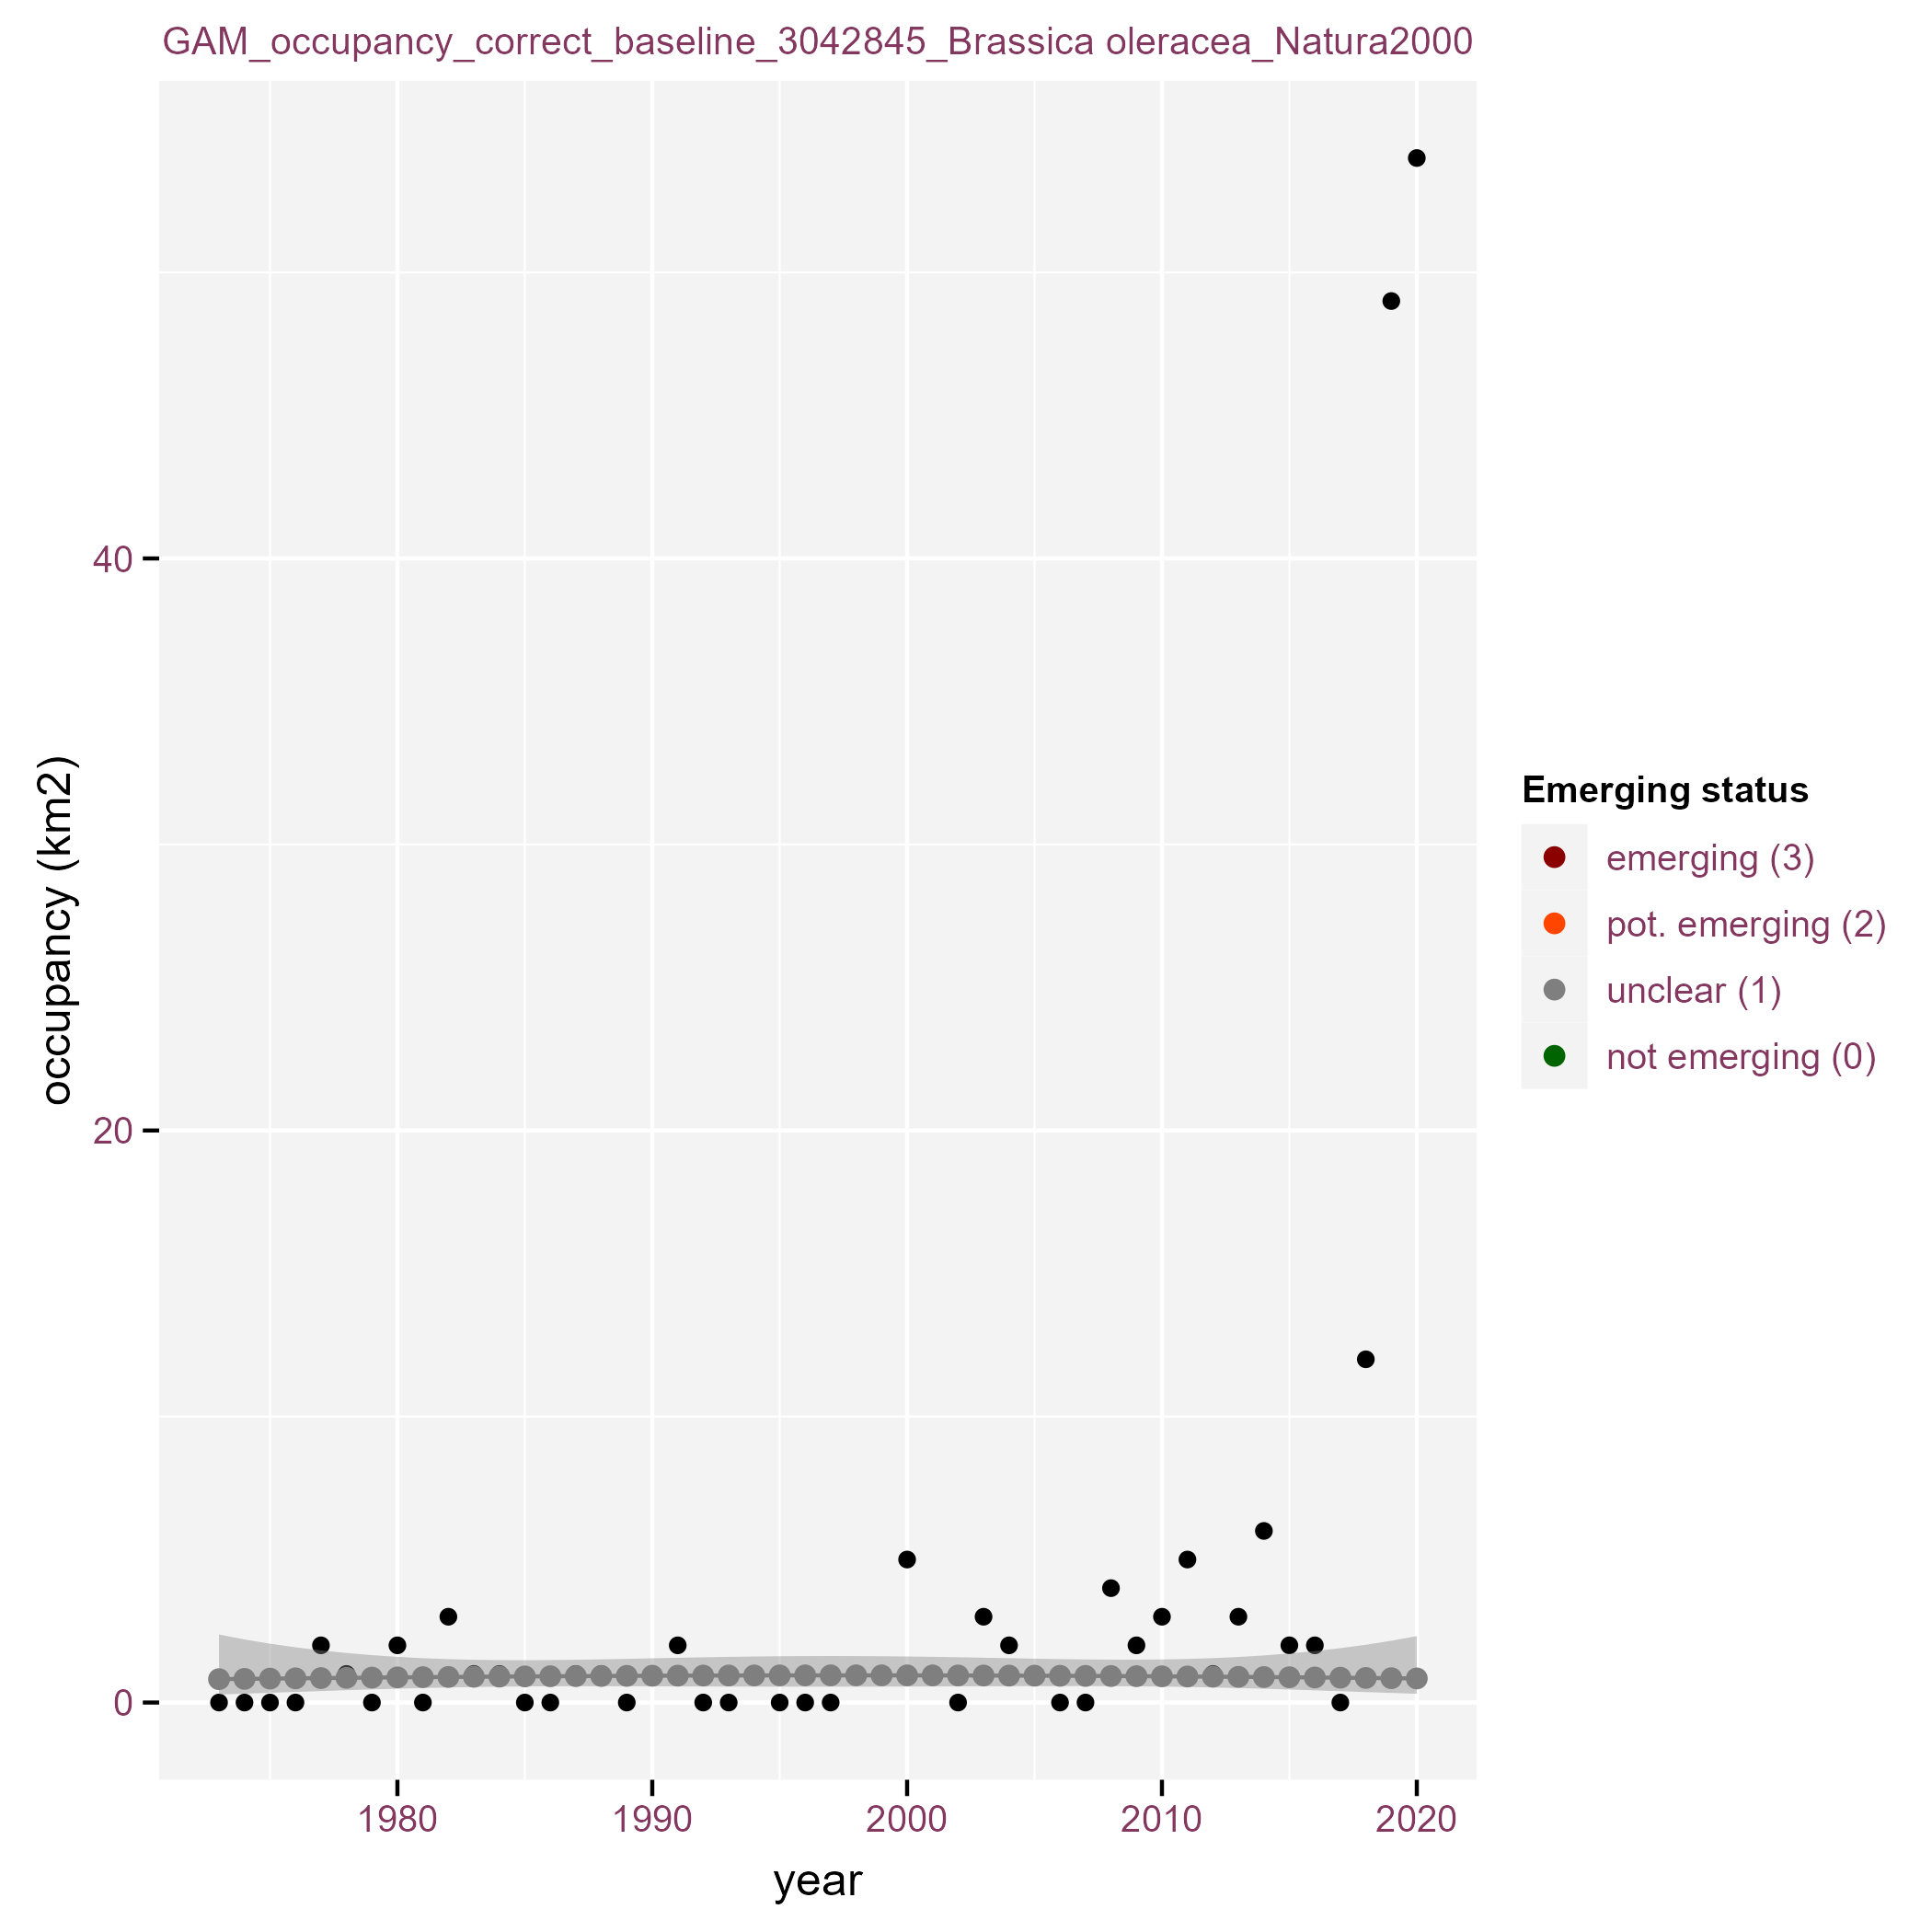 GAM_occupancy_correct_baseline_3042845_Brassica oleracea_Natura2000
occupancy (km2)
40
20
0
1980 1990 2000 2010 2020
year
Emerging status
emerging (3)
pot. emerging (2)
unclear (1)
not emerging (0)